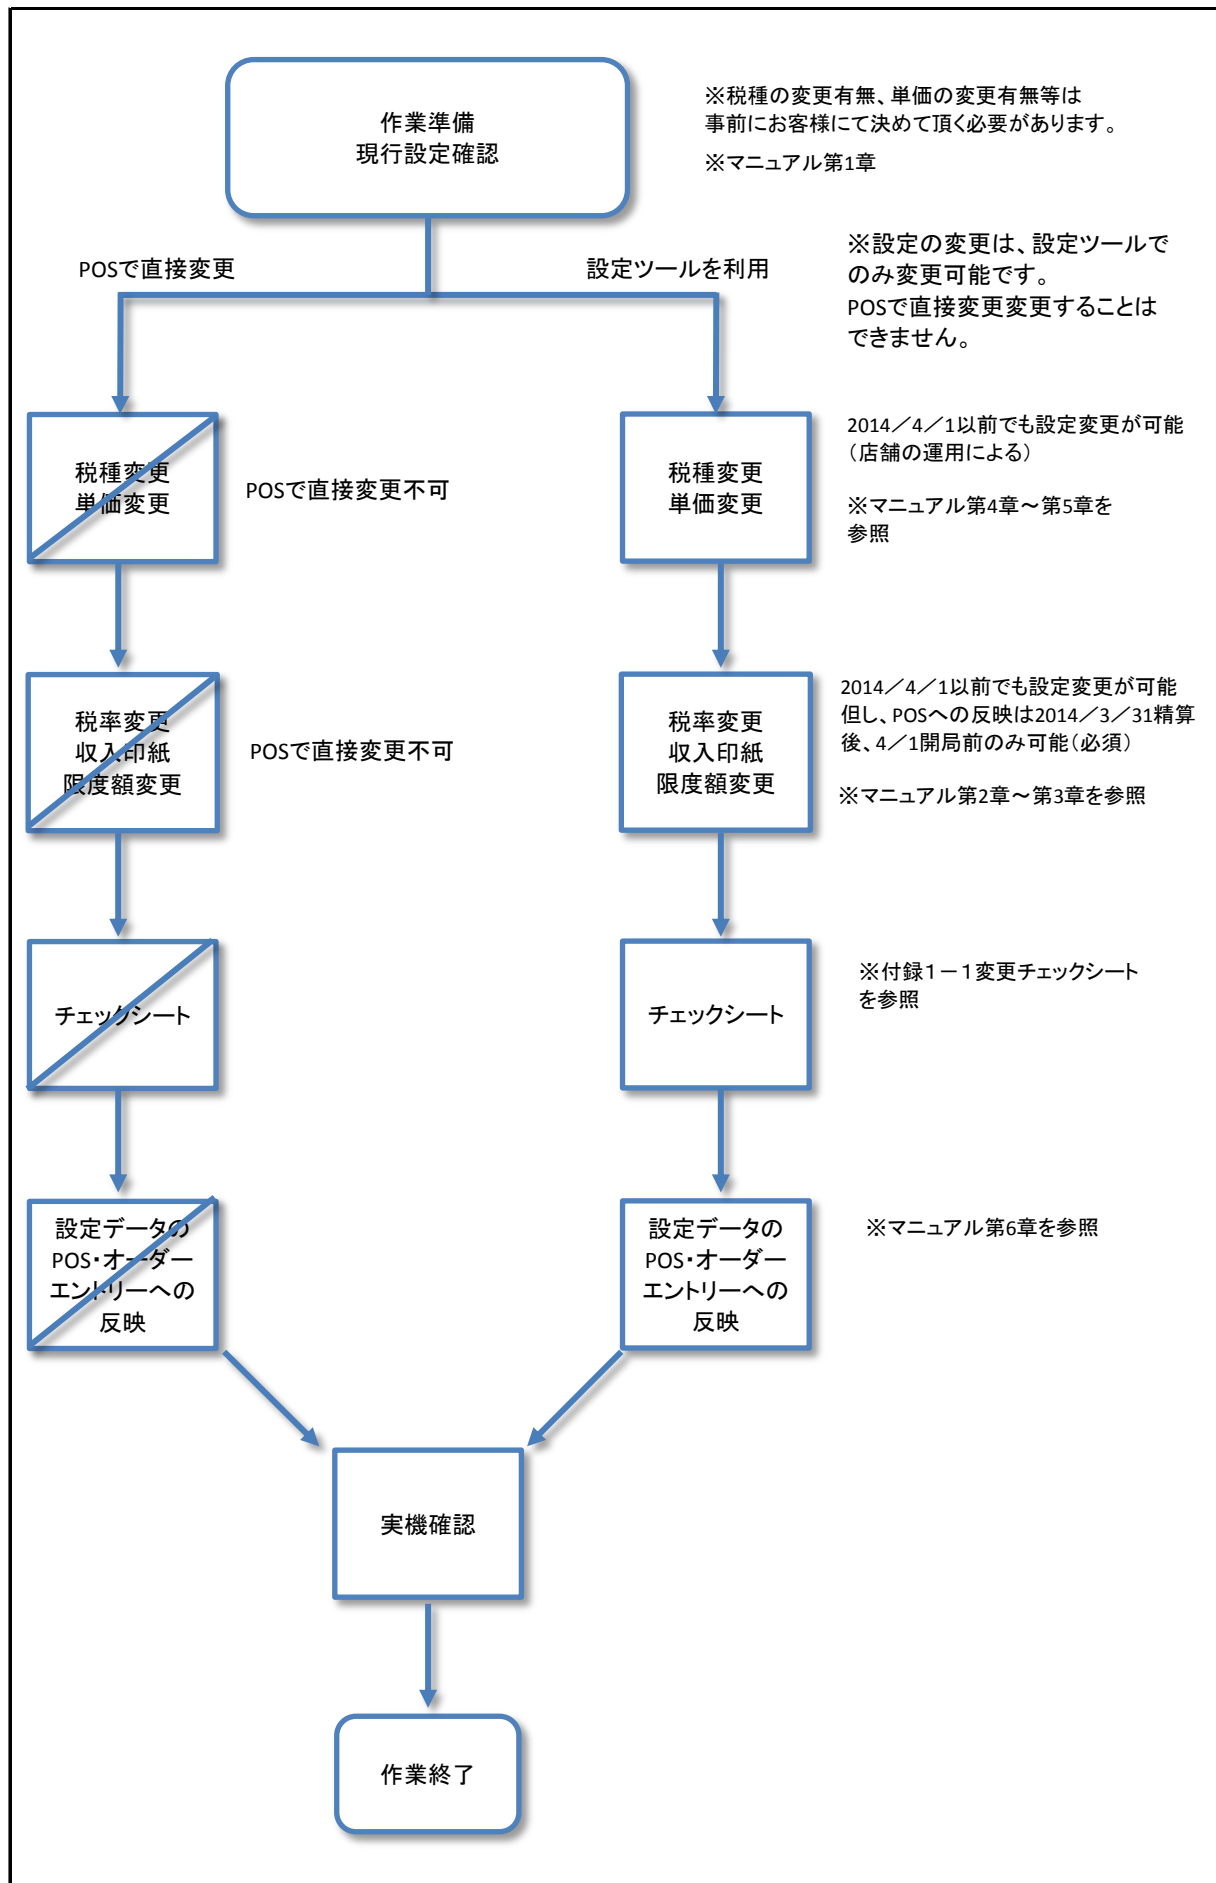 作業準備
現行設定確認
※税種の変更有無、単価の変更有無等は
事前にお客様にて決めて頂く必要があります。
※マニュアル第1章
POSで直接変更
設定ツールを利用
※設定の変更は、設定ツールで
のみ変更可能です。
POSで直接変更変更することは
できません。
税種変更
単価変更
POSで直接変更不可
税種変更
単価変更
2014／4／1以前でも設定変更が可能
（店舗の運用による）
※マニュアル第4章～第5章を
参照
税率変更
収入印紙
限度額変更
POSで直接変更不可
税率変更
収入印紙
限度額変更
2014／4／1以前でも設定変更が可能
但し、POSへの反映は2014／3／31精算
後、4／1開局前のみ可能（必須）
※マニュアル第2章～第3章を参照
チェックシート
チェックシート
※付録１－１変更チェックシート
を参照
設定データの
POS・オーダー
エントリーへの
反映
設定データの
POS・オーダー
エントリーへの
反映
※マニュアル第6章を参照
実機確認
作業終了